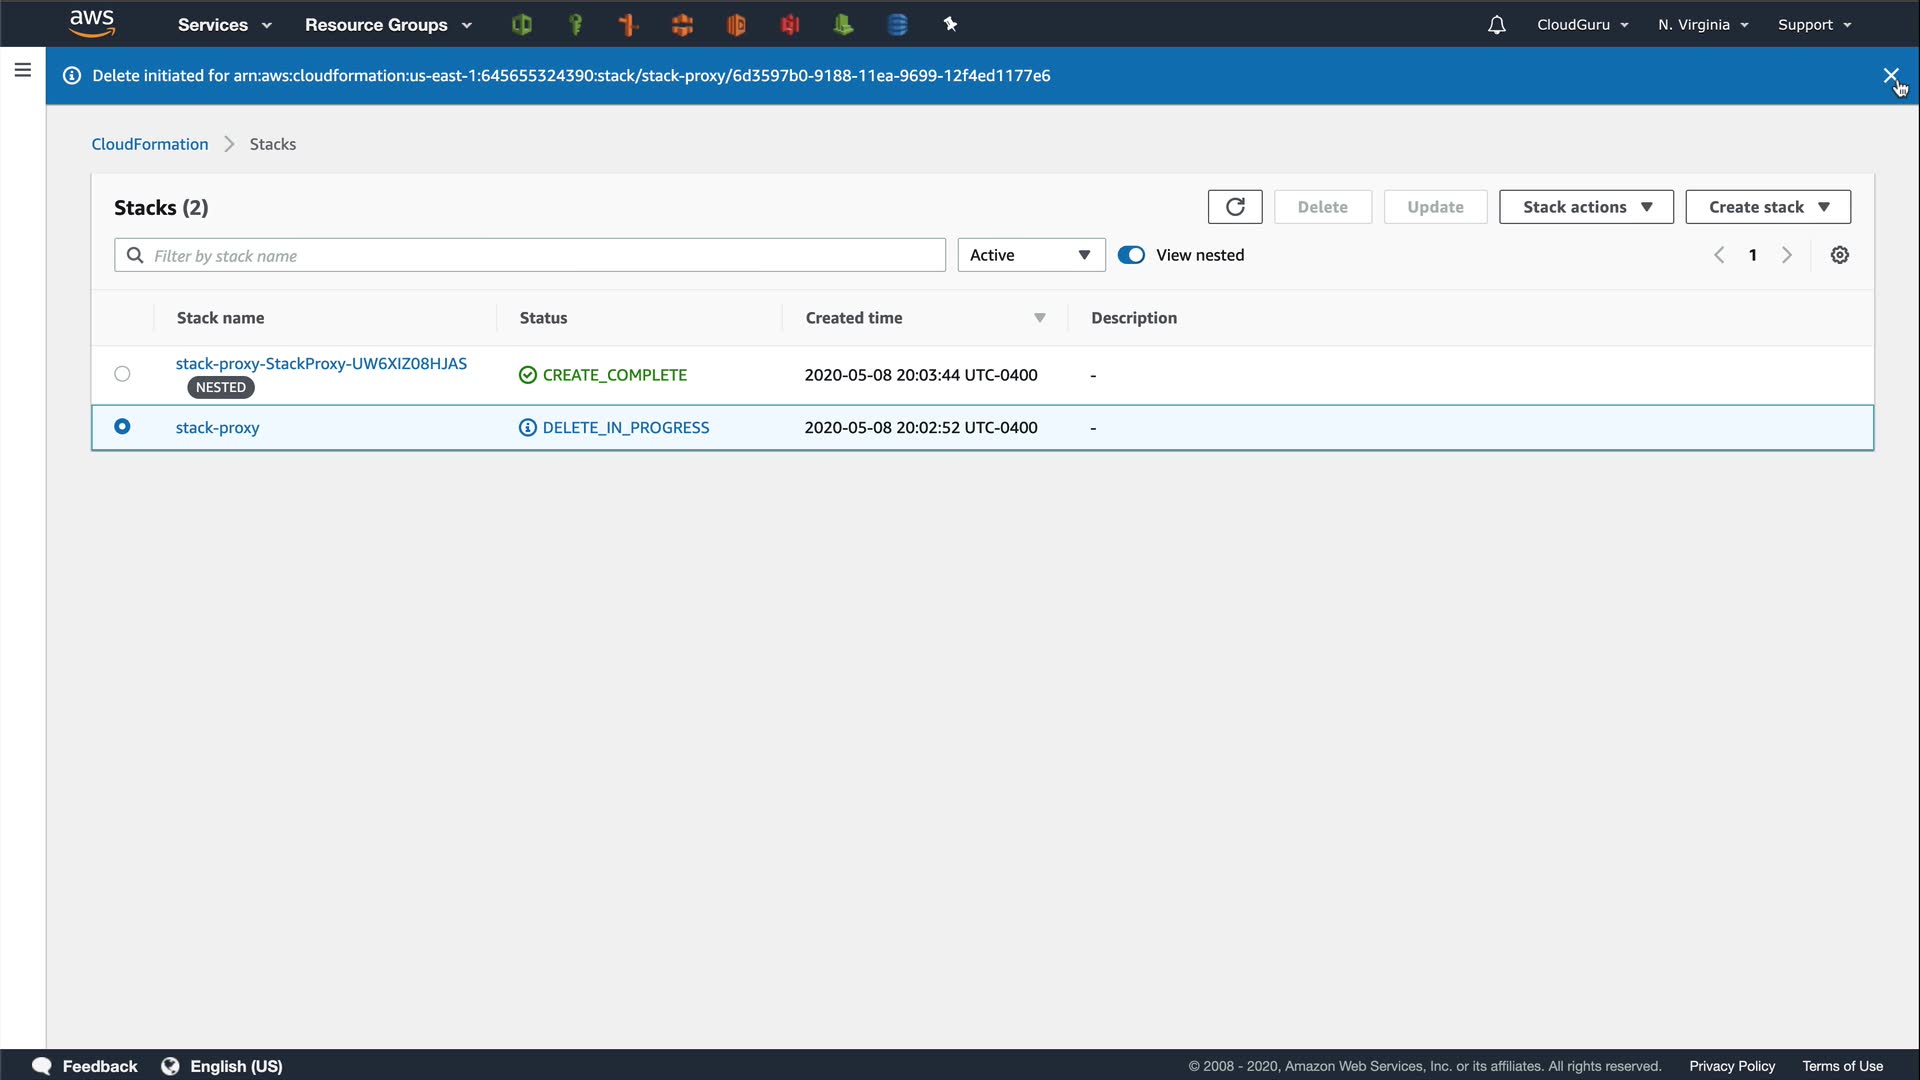 aws Services Resource Groups CloudGuru N. Virginia Support
Delete initiated for arn:aws:cloudformation:us-east-1:645655324390:stack/stack-proxy/6d3597b0-9188-11ea-9699-12f4ed1177e6
CloudFormation Stacks
Stacks (2) Delete Update Stack actions Create stack
Filter by stack name Active View nested 1
Stack name Status Created time Description
stack-proxy-StackProxy-UW6XIZ08HJAS CREATE_COMPLETE 2020-05-08 20:03:44 UTC-0400 -
NESTED
stack-proxy DELETE_IN_PROGRESS 2020-05-08 20:02:52 UTC-0400 -
Feedback English (US) © 2008 - 2020, Amazon Web Services, Inc. or its affiliates. All rights reserved. Privacy Policy Terms of Use